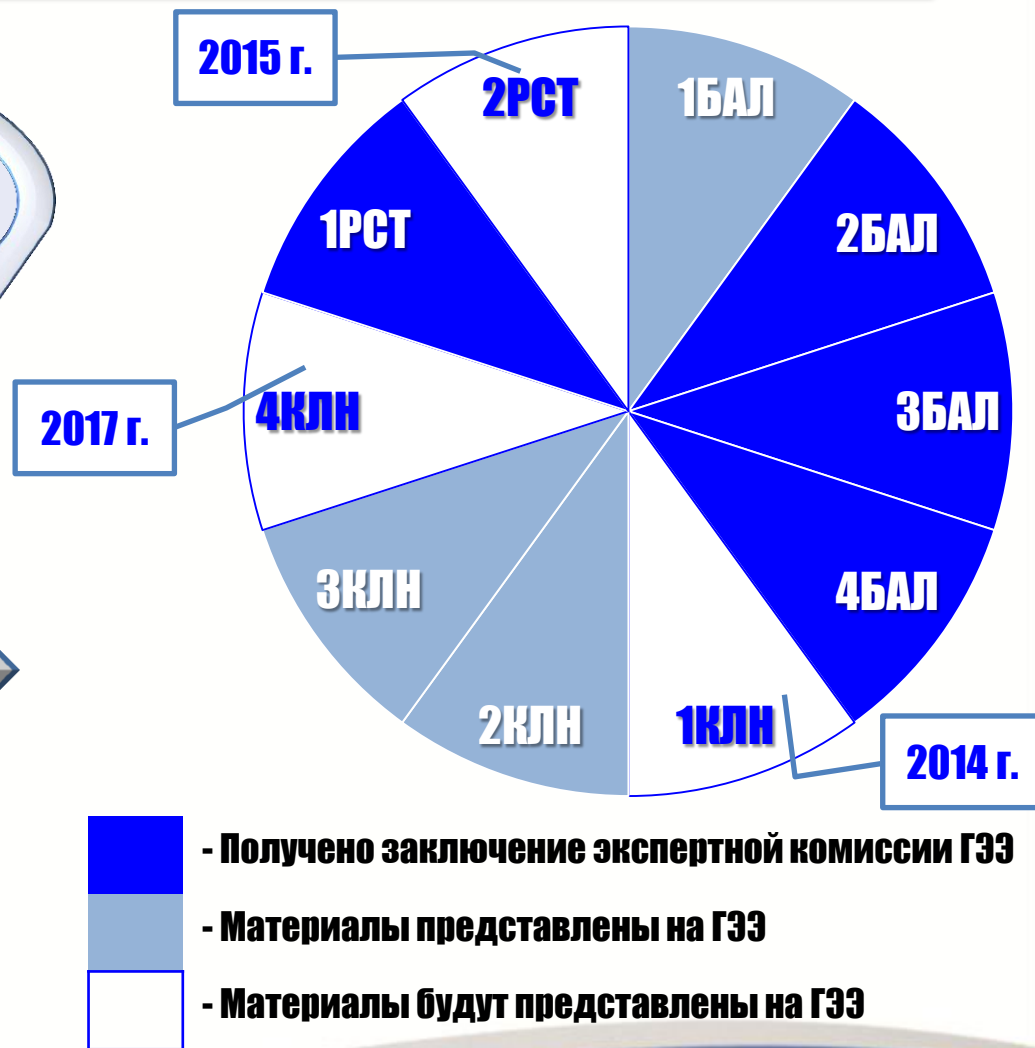 2015 г.
2РСТ
1БАЛ
1РСТ
2БАЛ
4КЛН
3БАЛ
2017 г.
3КЛН
4БАЛ
2КЛН
1КЛН
2014 г.
- Получено заключение экспертной комиссии ГЭЭ
- Материалы представлены на ГЭЭ
- Материалы будут представлены на ГЭЭ